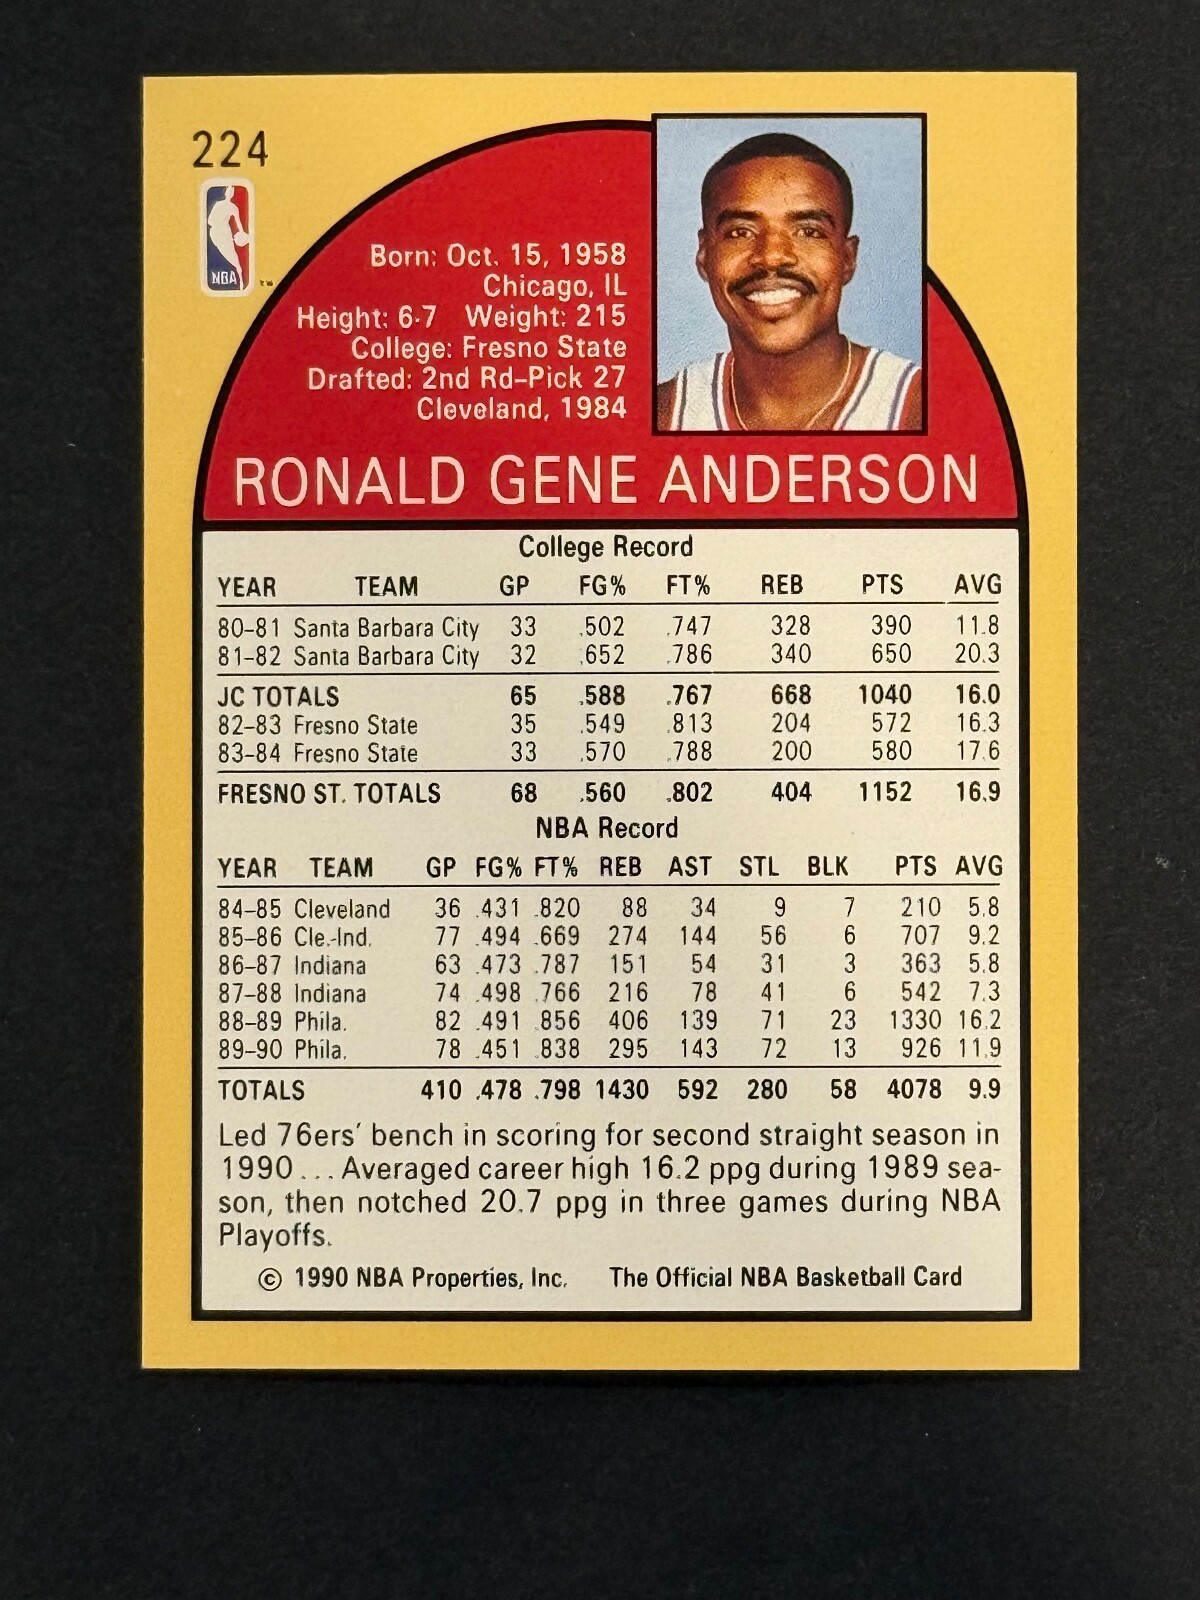 224
NBA
Born: Oct. 15, 1958
Chicago, IL
Height: 6-7 Weight: 215
College: Fresno State
Drafted: 2nd Rd-Pick 27
Cleveland, 1984
RONALD GENE ANDERSON
College Record
YEAR TEAM GP FG% FT% REB PTS AVG
80-81 Santa Barbara City 33 .502 .747 328 390 11.8
81-82 Santa Barbara City 32 .652 .786 340 650 20.3
JC TOTALS 65 .588 .767 668 1040 16.0
82-83 Fresno State 35 .549 .813 204 572 16.3
83-84 Fresno State 33 .570 .788 200 580 17.6
FRESNO ST. TOTALS 68 .560 .802 404 1152 16.9
NBA Record
YEAR TEAM GP FG% FT% REB AST STL BLK PTS AVG
84-85 Cleveland 36 .431 .820 88 34 9 7 210 5.8
85-86 Cle.-Ind. 77 .494 .669 274 144 56 6 707 9.2
86-87 Indiana 63 .473 .787 151 54 31 3 363 5.8
87-88 Indiana 74 .498 .766 216 78 41 6 542 7.3
88-89 Phila. 82 .491 .856 406 139 71 23 1330 16.2
89-90 Phila. 78 .451 .838 295 143 72 13 926 11.9
TOTALS 410 .478 .798 1430 592 280 58 4078 9.9
Led 76ers' bench in scoring for second straight season in
1990... Averaged career high 16.2 ppg during 1989 sea-
son, then notched 20.7 ppg in three games during NBA
Playoffs.
© 1990 NBA Properties, Inc. The Official NBA Basketball Card